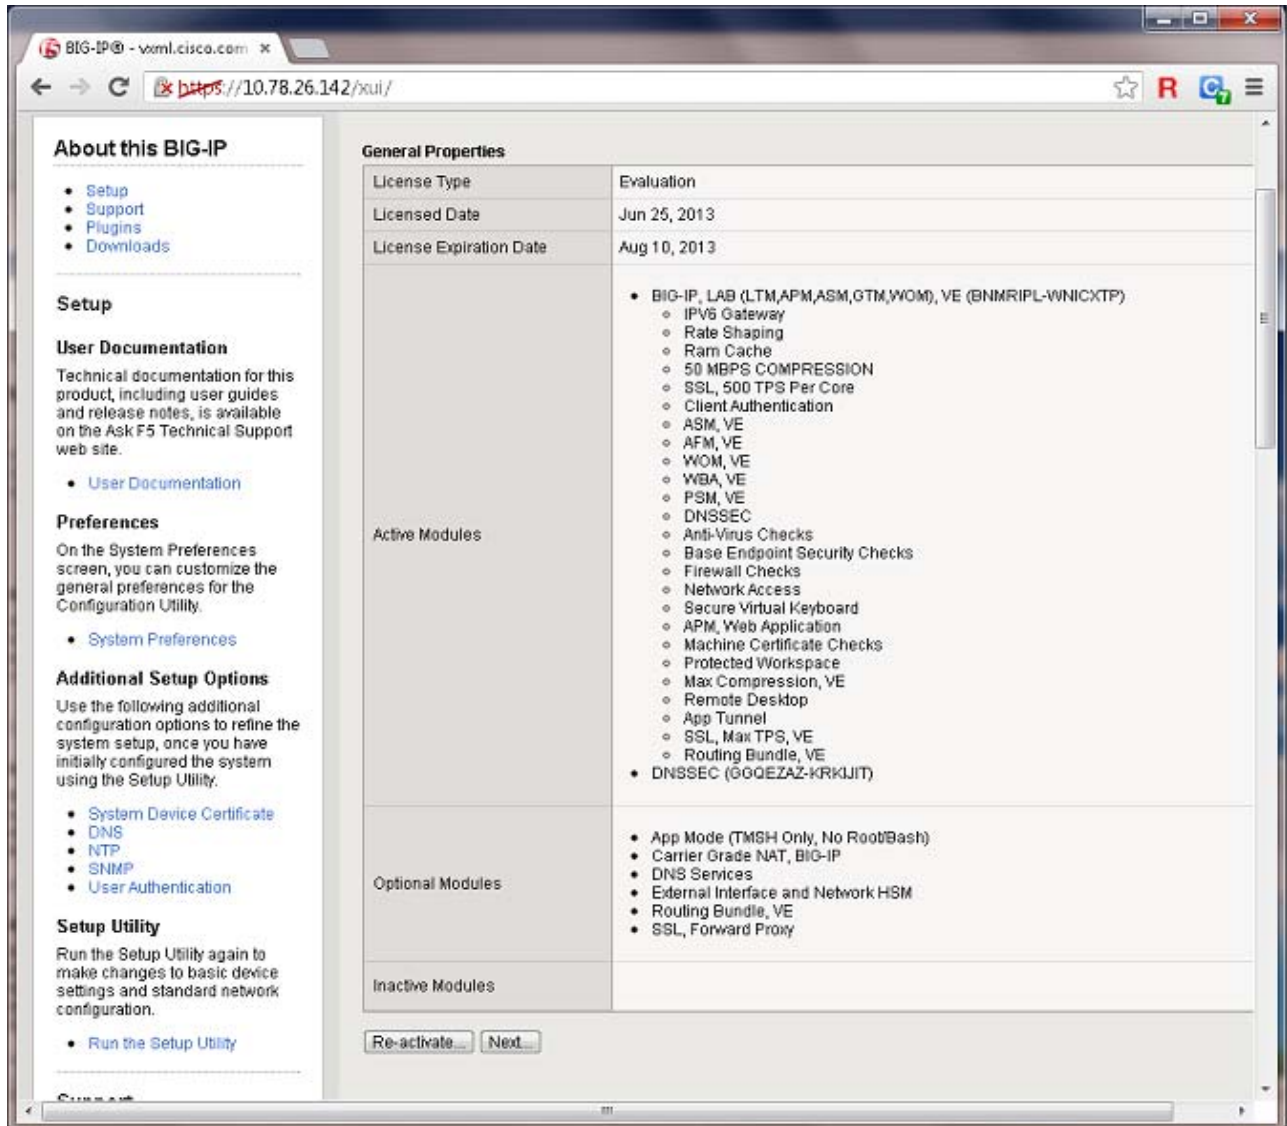 BIG-IP® - vxml.cisco.com
https://10.78.26.142/xui/
About this BIG-IP
Setup
Support
Plugins
Downloads
Setup
User Documentation
Technical documentation for this
product, including user guides
and release notes, is available
on the Ask F5 Technical Support
web site.
User Documentation
Preferences
On the System Preferences
screen, you can customize the
general preferences for the
Configuration Utility.
System Preferences
Additional Setup Options
Use the following additional
configuration options to refine the
system setup, once you have
initially configured the system
using the Setup Utility.
System Device Certificate
DNS
NTP
SNMP
User Authentication
Setup Utility
Run the Setup Utility again to
make changes to basic device
settings and standard network
configuration.
Run the Setup Utility
General Properties
License Type Evaluation
Licensed Date Jun 25, 2013
License Expiration Date Aug 10, 2013
Active Modules
BIG-IP, LAB (LTM,APM,ASM,GTM,WOM), VE (BNMRIPL-WNICXTP)
IPV6 Gateway
Rate Shaping
Ram Cache
50 MBPS COMPRESSION
SSL, 500 TPS Per Core
Client Authentication
ASM, VE
AFM, VE
WOM, VE
WBA, VE
PSM, VE
DNSSEC
Anti-Virus Checks
Base Endpoint Security Checks
Firewall Checks
Network Access
Secure Virtual Keyboard
APM, Web Application
Machine Certificate Checks
Protected Workspace
Max Compression, VE
Remote Desktop
App Tunnel
SSL, Max TPS, VE
Routing Bundle, VE
DNSSEC (GGQEZAZ-KRKIJIT)
Optional Modules
App Mode (TMSH Only, No Root/Bash)
Carrier Grade NAT, BIG-IP
DNS Services
External Interface and Network HSM
Routing Bundle, VE
SSL, Forward Proxy
Inactive Modules
Re-activate... Next...